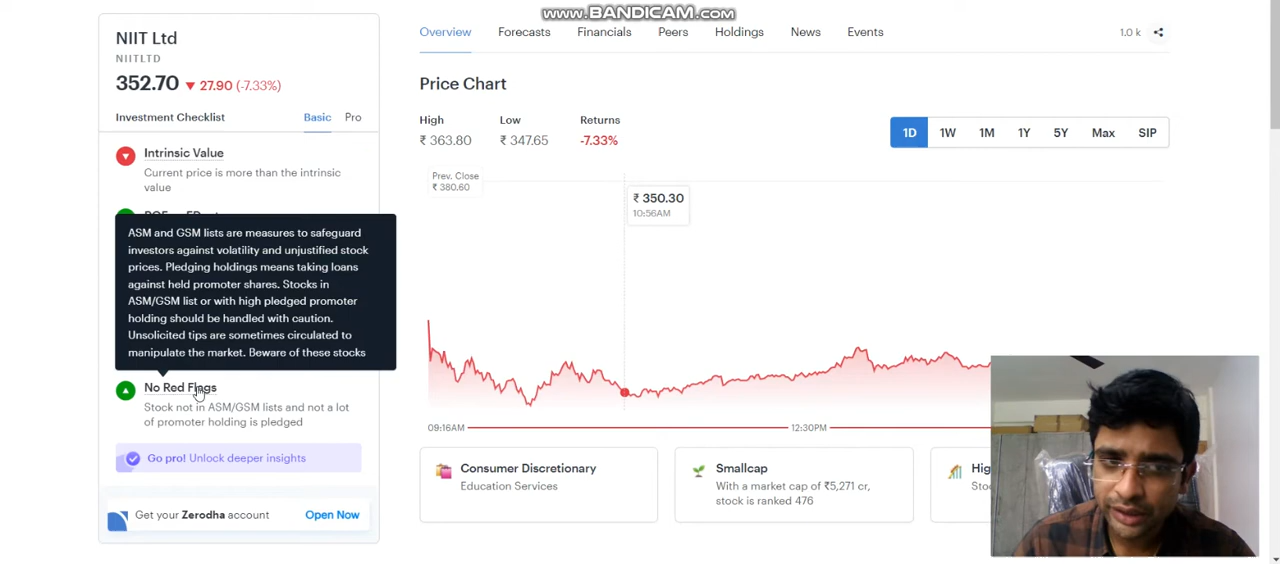 www.BANDICAM.com
NIIT Ltd
NIITLTD
352.70 ▼ 27.90 (-7.33%)
Investment Checklist
Basic
Pro
Intrinsic Value
Current price is more than the intrinsic
value
ASM and GSM lists are measures to safeguard
investors against volatility and unjustified stock
prices. Pledging holdings means taking loans
against held promoter shares. Stocks in
ASM/GSM list or with high pledged promoter
holding should be handled with caution.
Unsolicited tips are sometimes circulated to
manipulate the market. Beware of these stocks
No Red Flags
Stock not in ASM/GSM lists and not a lot
of promoter holding is pledged
Go pro! Unlock deeper insights
Get your Zerodha account
Open Now
Overview
Forecasts
Financials
Peers
Holdings
News
Events
1.0 k
Price Chart
High
₹ 363.80
Low
₹ 347.65
Returns
-7.33%
1D
1W
1M
1Y
5Y
Max
SIP
Prev. Close
₹ 380.60
₹ 350.30
10:56AM
09:16AM
12:30PM
Consumer Discretionary
Education Services
Smallcap
With a market cap of ₹5,271 cr,
stock is ranked 476